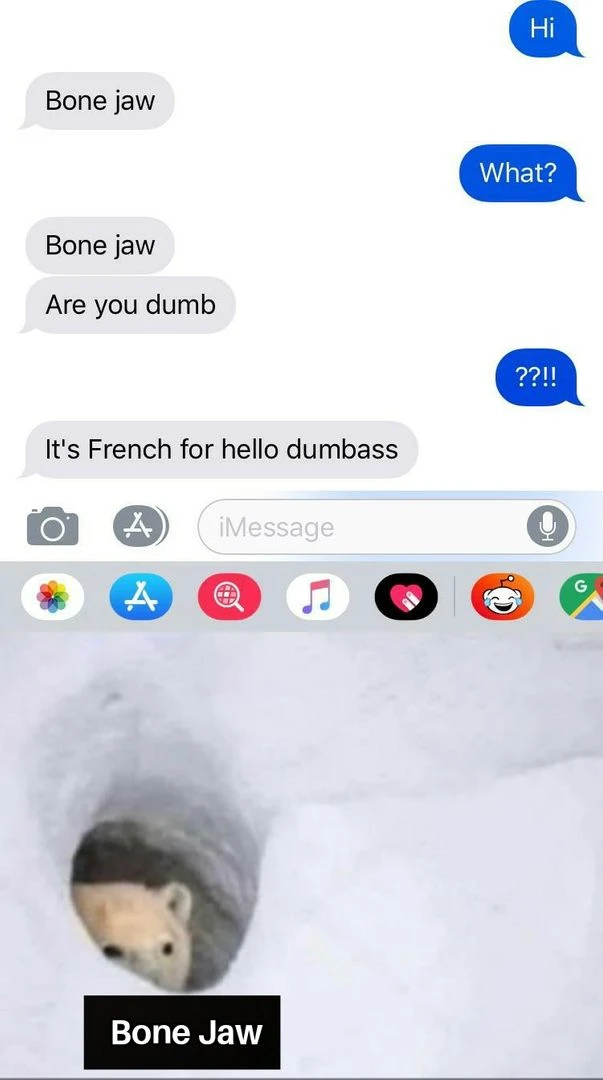 Hi
Bone jaw
What?
Bone jaw
Are you dumb
??!!
It's French for hello dumbass
iMessage
G
Bone Jaw